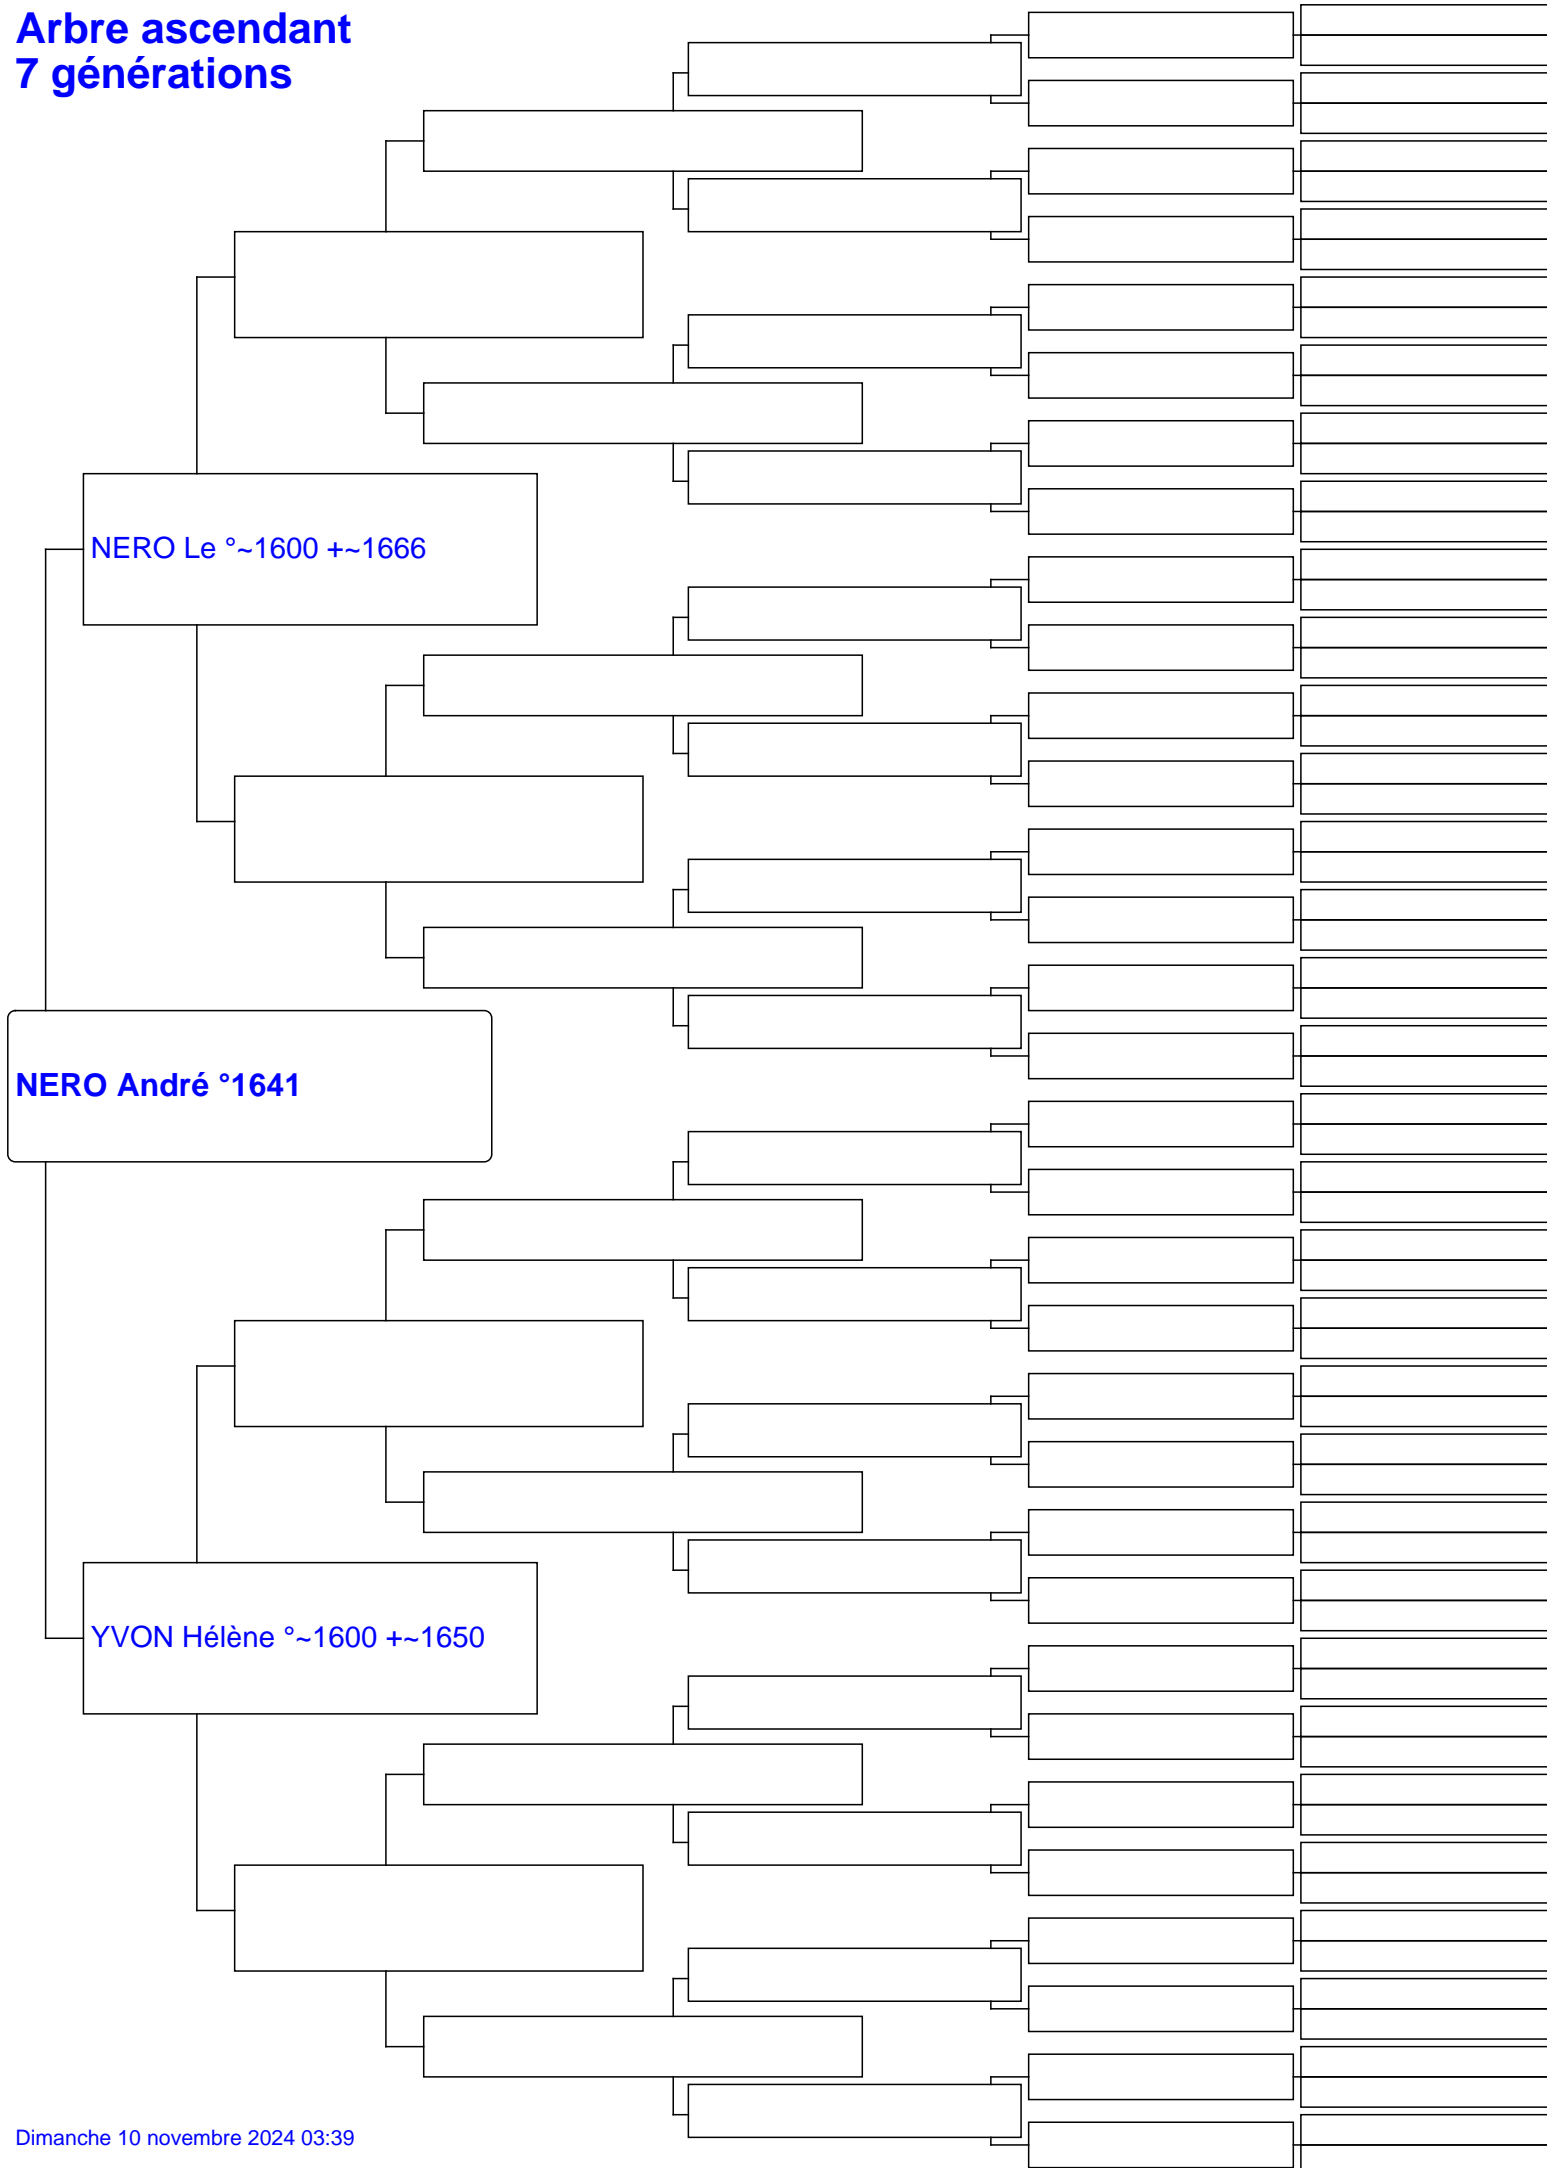 Arbre ascendant
7 générations
NERO Le °~1600 +~1666
NERO André °1641
YVON Hélène °~1600 +~1650
Dimanche 10 novembre 2024 03:39